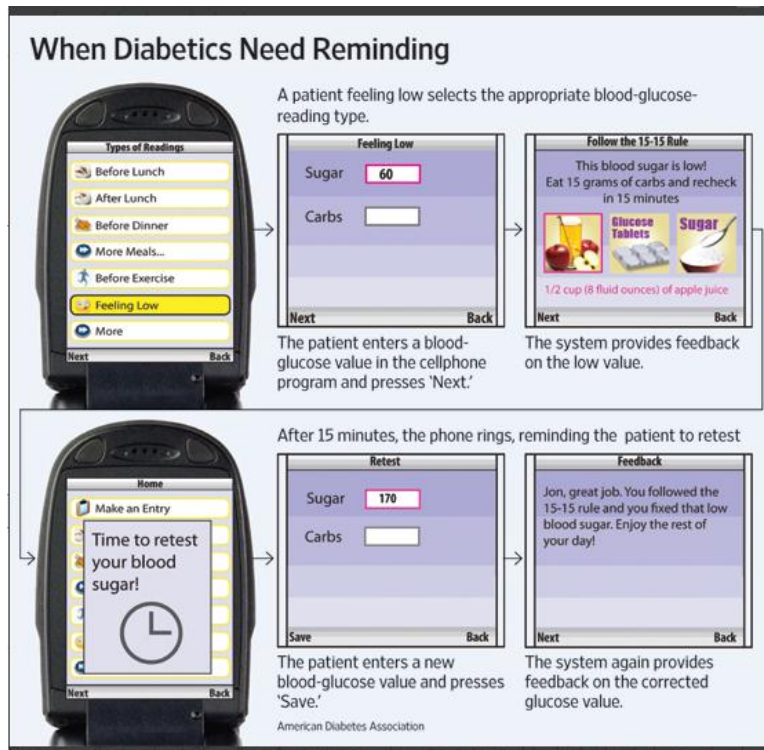 When Diabetics Need Reminding
A patient feeling low selects the appropriate blood-glucose-
reading type.
Types of Readings
Before Lunch
After Lunch
Before Dinner
More Meals...
Before Exercise
Feeling Low
More
Next Back
Feeling Low
Sugar 60
Carbs
Next Back
The patient enters a blood-
glucose value in the cellphone
program and presses 'Next.'
Follow the 15-15 Rule
This blood sugar is low!
Eat 15 grams of carbs and recheck
in 15 minutes
Glucose
Tablets
Sugar
1/2 cup (8 fluid ounces) of apple juice
Next Back
The system provides feedback
on the low value.
After 15 minutes, the phone rings, reminding the patient to retest
Home
Make an Entry
Time to retest
your blood
sugar!
Next Back
Retest
Sugar 170
Carbs
Save Back
The patient enters a new
blood-glucose value and presses
'Save.'
Feedback
Jon, great job. You followed the
15-15 rule and you fixed that low
blood sugar. Enjoy the rest of
your day!
Next Back
The system again provides
feedback on the corrected
glucose value.
American Diabetes Association